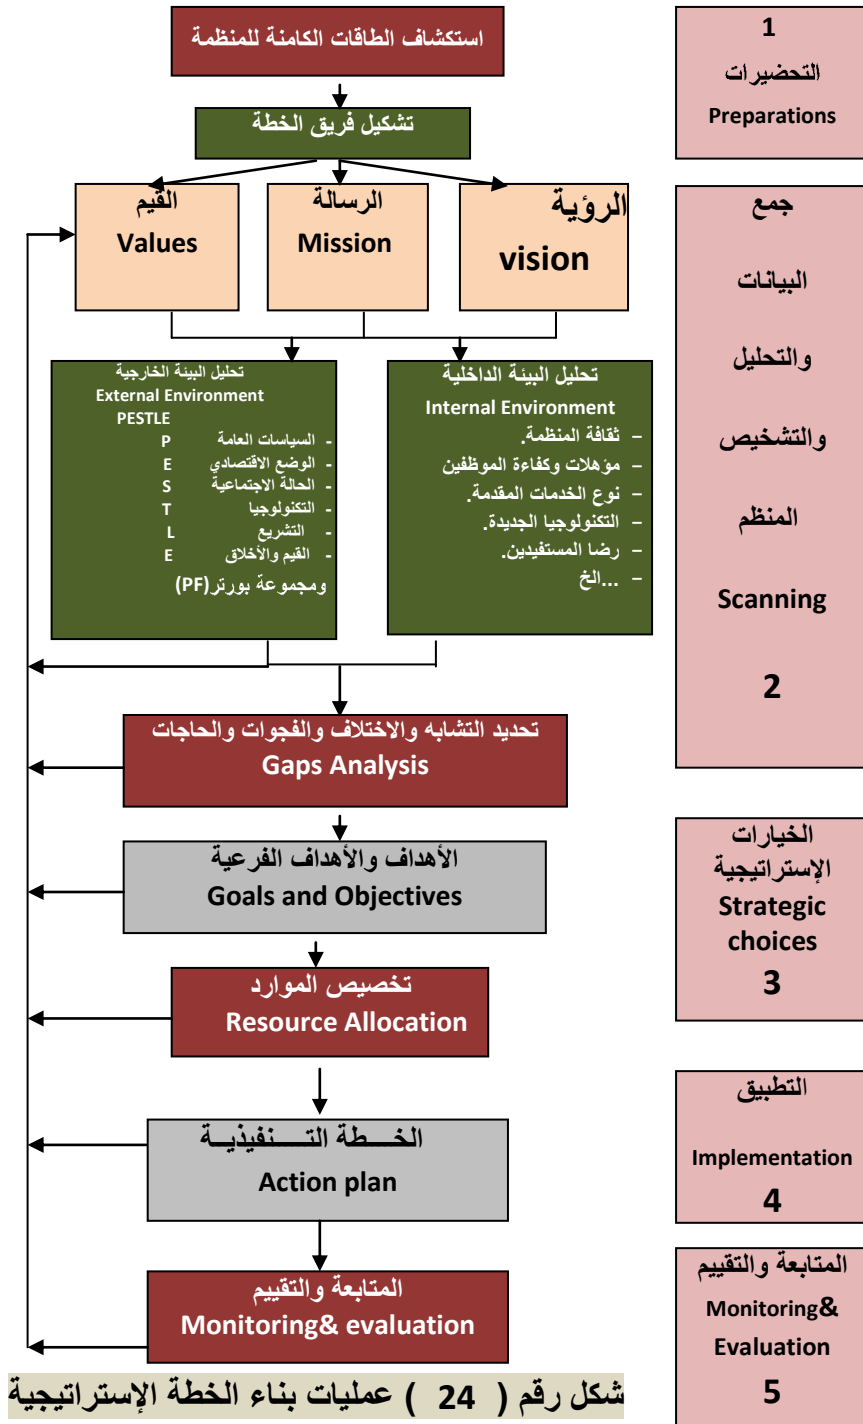 استكشاف الطاقات الكامنة للمنظمة
تشكيل فريق الخطة
الرؤية
vision
الرسالة
Mission
القيم
Values
تحليل البيئة الداخلية
Internal Environment
– ثقافة المنظمة.
– مؤهلات وكفاءة الموظفين
– نوع الخدمات المقدمة.
– التكنولوجيا الجديدة.
– رضا المستفيدين.
– ...الخ
تحليل البيئة الخارجية
External Environment
PESTLE
- السياسات العامة P
- الوضع الاقتصادي E
- الحالة الاجتماعية S
- التكنولوجيا T
- التشريع L
- القيم والأخلاق E
ومجموعة بورتر(PF)
تحديد التشابه والاختلاف والفجوات والحاجات
Gaps Analysis
الأهداف والأهداف الفرعية
Goals and Objectives
تخصيص الموارد
Resource Allocation
الخـــطة التـــــنفيذيـــة
Action plan
المتابعة والتقييم
Monitoring& evaluation
1
التحضيرات
Preparations
جمع
البيانات
والتحليل
والتشخيص
المنظم
Scanning
2
الخيارات
الإستراتيجية
Strategic
choices
3
التطبيق
Implementation
4
المتابعة والتقييم
Monitoring&
Evaluation
5
شكل رقم ( 24 ) عمليات بناء الخطة الإستراتيجية